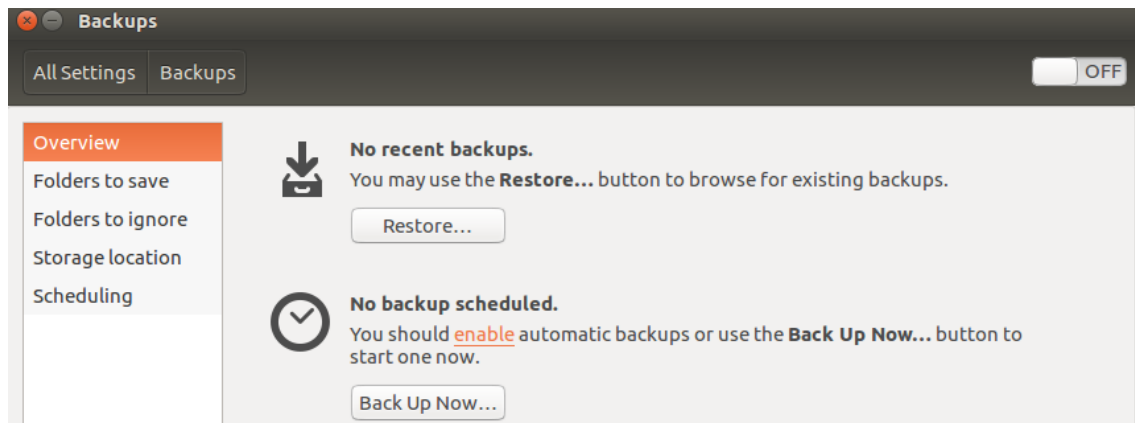 Backups
All Settings Backups OFF
Overview
Folders to save
Folders to ignore
Storage location
Scheduling
No recent backups.
You may use the Restore... button to browse for existing backups.
Restore...
No backup scheduled.
You should enable automatic backups or use the Back Up Now... button to
start one now.
Back Up Now...